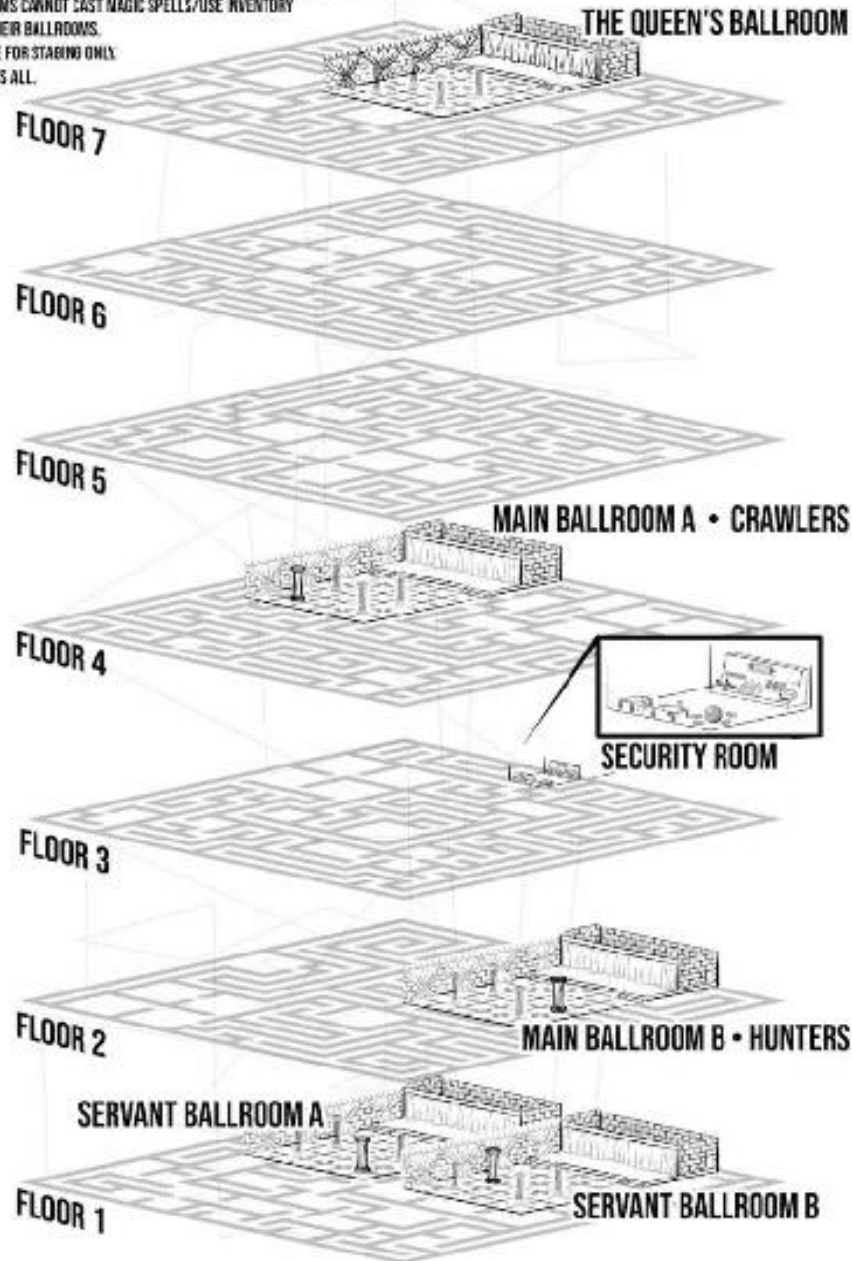 MS CANNOT CAST MAGIC SPELLS/USE INVENTORY
EIR BALLROOMS.
E FOR STAGING ONLY.
S ALL.
THE QUEEN'S BALLROOM
FLOOR 7
FLOOR 6
FLOOR 5
MAIN BALLROOM A • CRAWLERS
FLOOR 4
SECURITY ROOM
FLOOR 3
FLOOR 2
MAIN BALLROOM B • HUNTERS
SERVANT BALLROOM A
FLOOR 1
SERVANT BALLROOM B